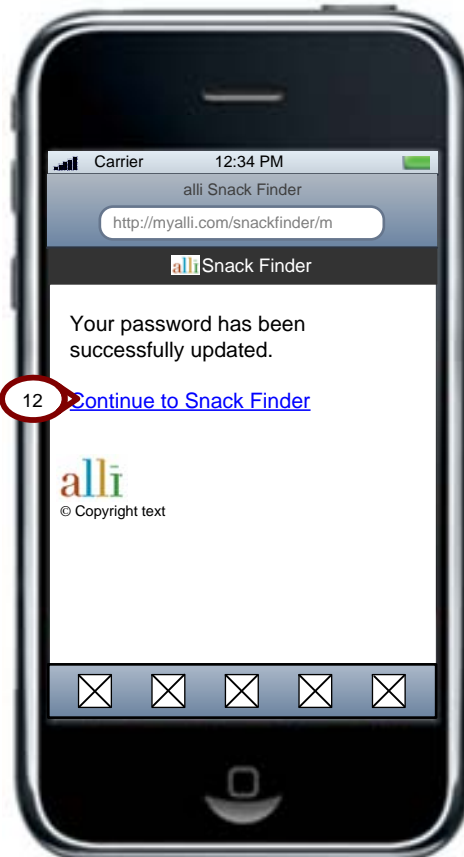 Carrier 12:34 PM
alli Snack Finder
http://myalli.com/snackfinder/m
alli Snack Finder
Your password has been
successfully updated.
12 Continue to Snack Finder
allī
© Copyright text